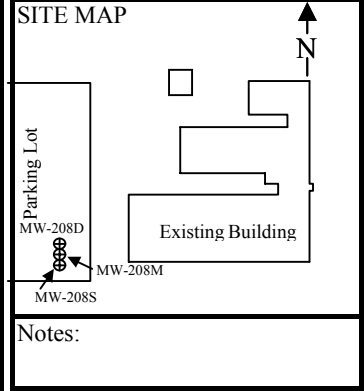 SITE MAP
N
Parking Lot
MW-208D
Existing Building
MW-208M
MW-208S
Notes: